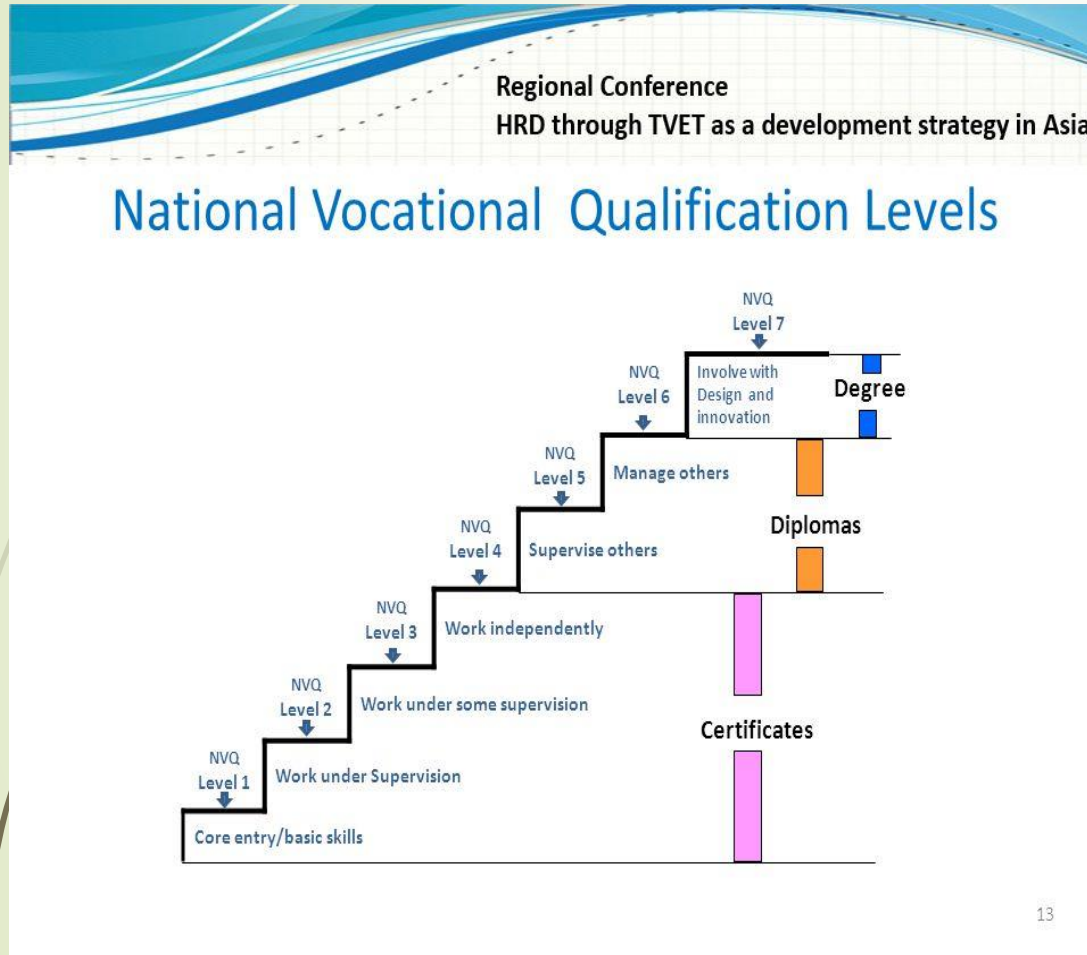 Regional Conference
HRD through TVET as a development strategy in Asia
National Vocational Qualification Levels
NVQ
Level 7
Involve with
Design and
innovation
Degree
NVQ
Level 6
Manage others
NVQ
Level 5
Diplomas
Supervise others
NVQ
Level 4
Work independently
NVQ
Level 3
Work under some supervision
NVQ
Level 2
Certificates
Work under Supervision
NVQ
Level 1
Core entry/basic skills
13